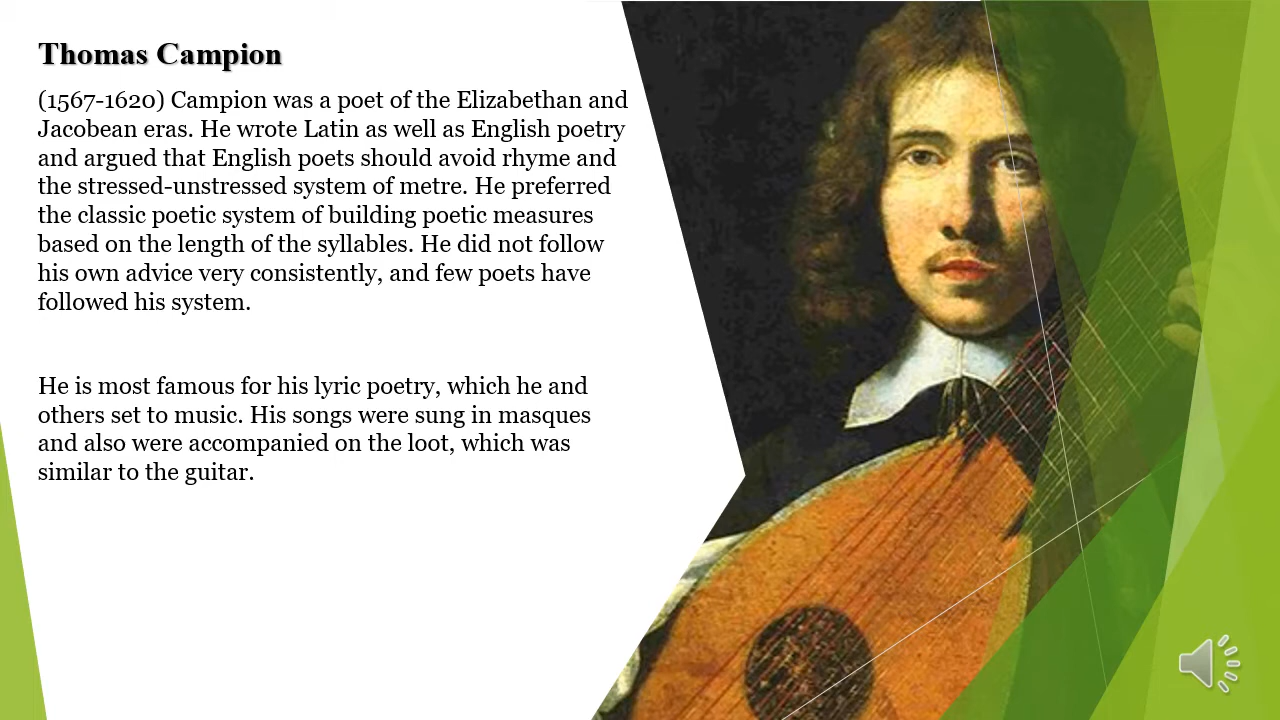 Thomas Campion
(1567-1620) Campion was a poet of the Elizabethan and
Jacobean eras. He wrote Latin as well as English poetry
and argued that English poets should avoid rhyme and
the stressed-unstressed system of metre. He preferred
the classic poetic system of building poetic measures
based on the length of the syllables. He did not follow
his own advice very consistently, and few poets have
followed his system.
He is most famous for his lyric poetry, which he and
others set to music. His songs were sung in masques
and also were accompanied on the loot, which was
similar to the guitar.